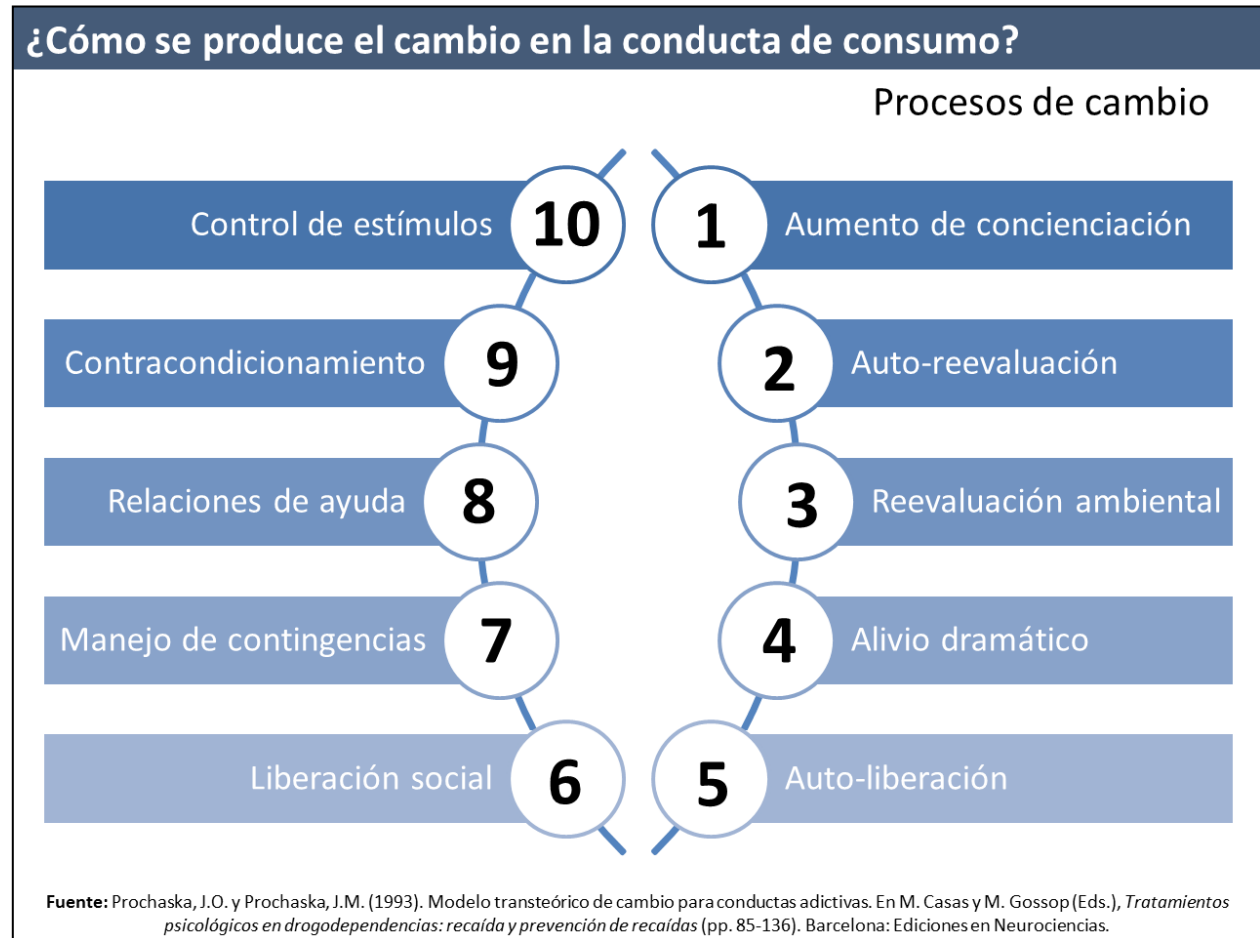 ¿Cómo se produce el cambio en la conducta de consumo?
Procesos de cambio
1 Aumento de concienciación
2 Auto-reevaluación
3 Reevaluación ambiental
4 Alivio dramático
5 Auto-liberación
6 Liberación social
7 Manejo de contingencias
8 Relaciones de ayuda
9 Contracondicionamiento
10 Control de estímulos
Fuente: Prochaska, J.O. y Prochaska, J.M. (1993). Modelo transteórico de cambio para conductas adictivas. En M. Casas y M. Gossop (Eds.), Tratamientos
psicológicos en drogodependencias: recaída y prevención de recaídas (pp. 85-136). Barcelona: Ediciones en Neurociencias.